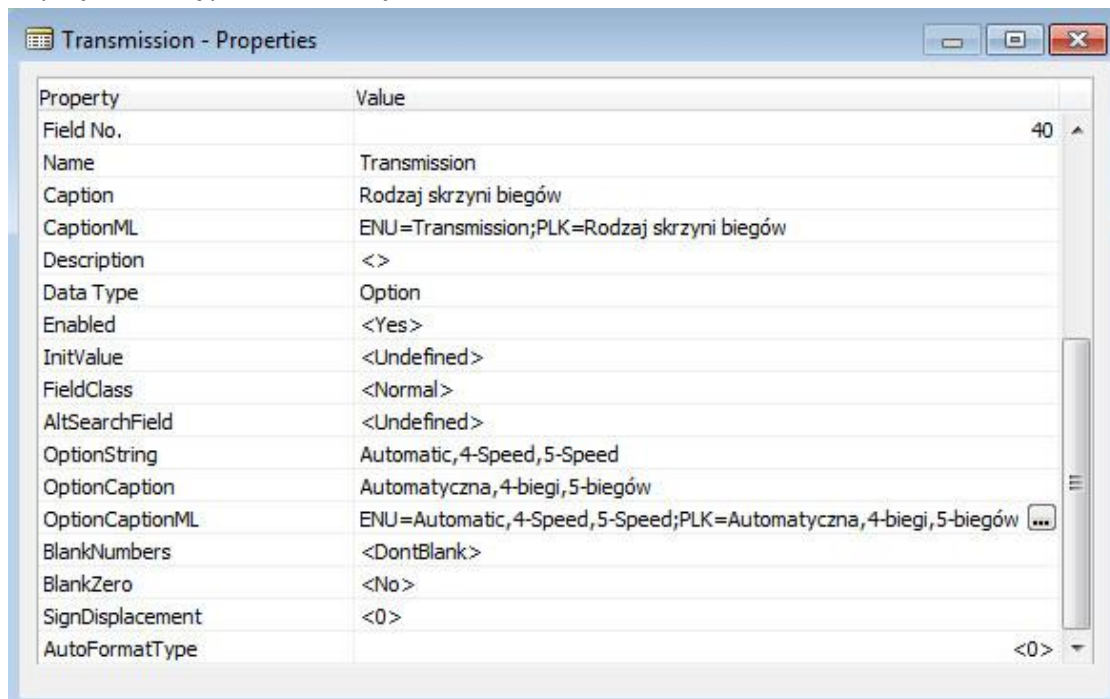 Transmission - Properties
Property Value
Field No. 40
Name Transmission
Caption Rodzaj skrzyni biegów
CaptionML ENU=Transmission;PLK=Rodzaj skrzyni biegów
Description <>
Data Type Option
Enabled <Yes>
InitValue <Undefined>
FieldClass <Normal>
AltSearchField <Undefined>
OptionString Automatic,4-Speed,5-Speed
OptionCaption Automatyczna,4-biegi,5-biegów
OptionCaptionML ENU=Automatic,4-Speed,5-Speed;PLK=Automatyczna,4-biegi,5-biegów ...
BlankNumbers <DontBlank>
BlankZero <No>
SignDisplacement <0>
AutoFormatType <0>